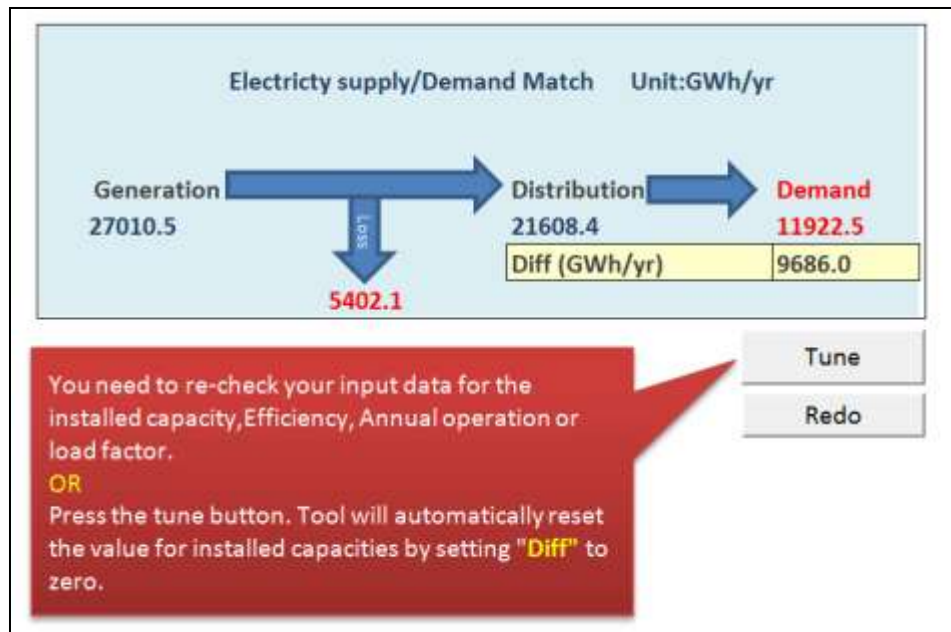 Electricty supply/Demand Match Unit:GWh/yr
Generation Distribution Demand
27010.5 Loss 21608.4 11922.5
Diff (GWh/yr) 9686.0
5402.1
Tune
Redo
You need to re-check your input data for the
installed capacity,Efficiency, Annual operation or
load factor.
OR
Press the tune button. Tool will automatically reset
the value for installed capacities by setting "Diff" to
zero.